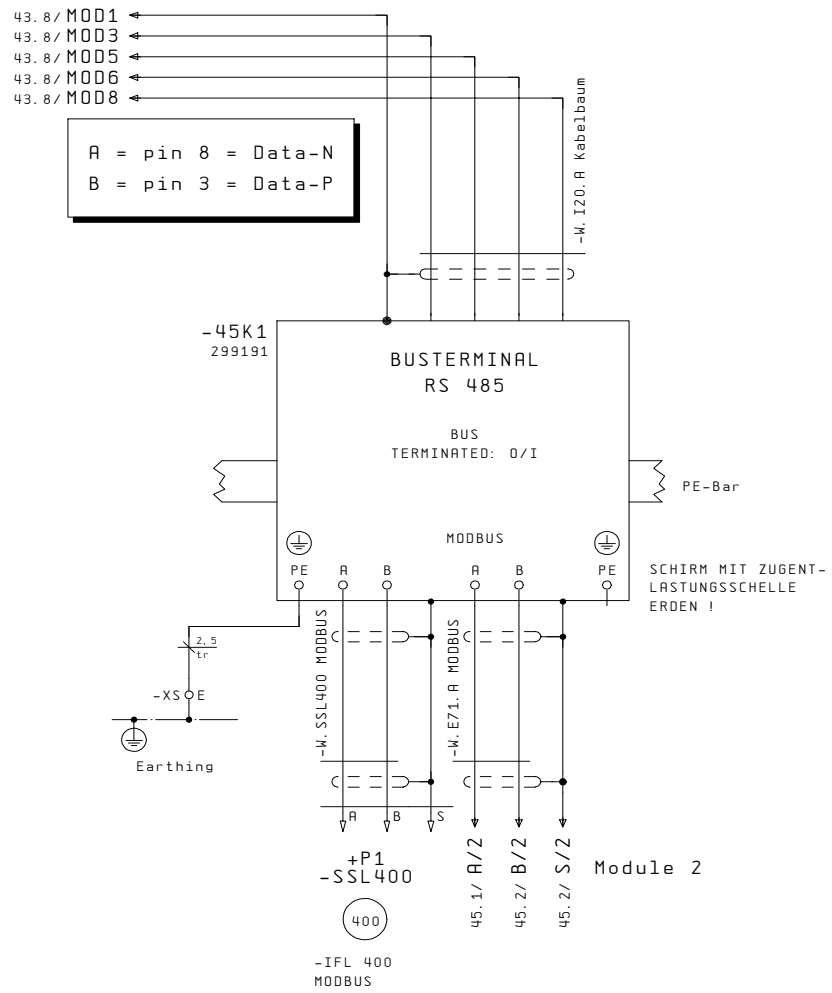 43.8/ MOD1
43.8/ MOD3
43.8/ MOD5
43.8/ MOD6
43.8/ MOD8
A = pin 8 = Data-N
B = pin 3 = Data-P
-W.I20.A Kabelbaum
-45K1
299191
BUSTERMINAL
RS 485
BUS
TERMINATED: O/I
PE-Bar
MODBUS
PE A B A B PE
SCHIRM MIT ZUGENT-
LASTUNGSSCHELLE
ERDEN !
-W.SSL400 MODBUS
-W.E71.A MODBUS
2,5
tr
-XS E
Earthing
A B S
+P1
-SSL400
400
-IFL 400
MODBUS
45.1/ A/2
45.2/ B/2
45.2/ S/2
Module 2